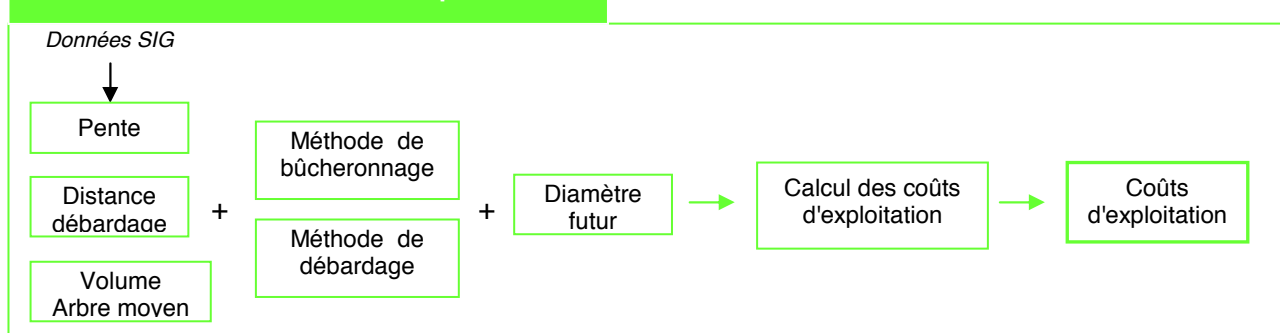 Données SIG
Pente
Distance
débardage
Volume
Arbre moyen
+
Méthode de
bûcheronnage
Méthode de
débardage
+
Diamètre
futur
Calcul des coûts
d'exploitation
Coûts
d'exploitation